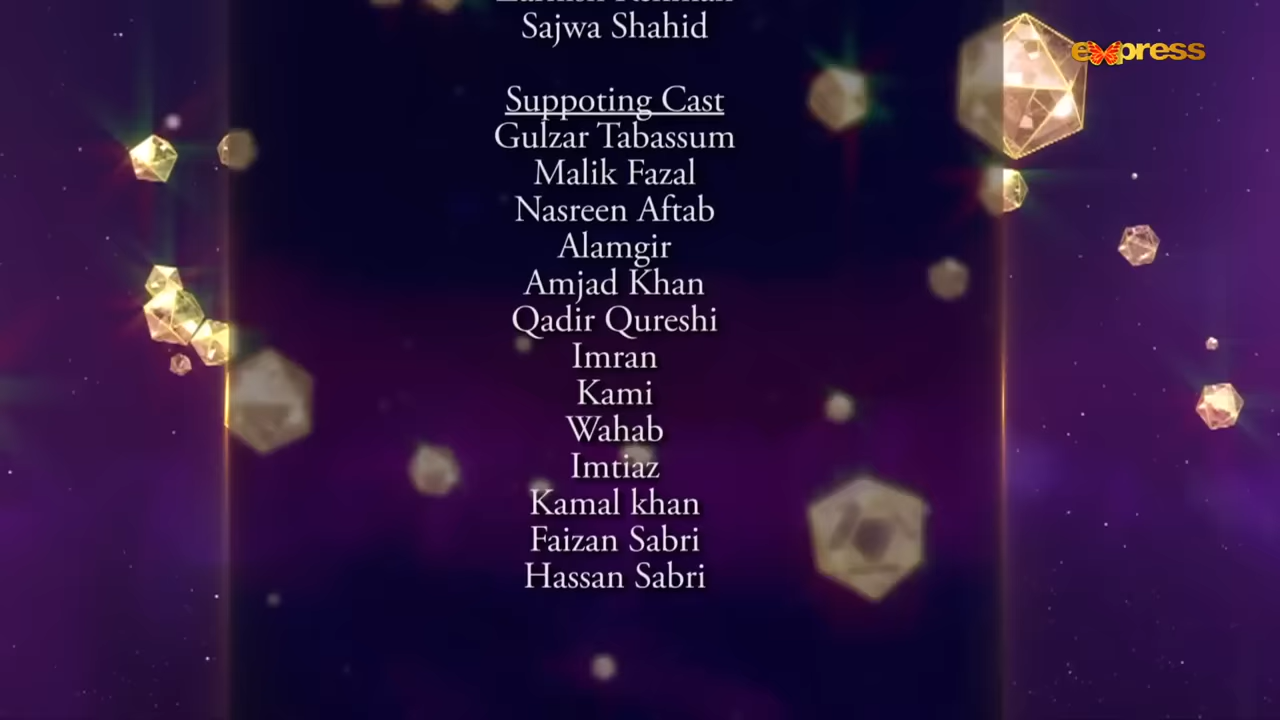 Sajwa Shahid
express
Suppoting Cast
Gulzar Tabassum
Malik Fazal
Nasreen Aftab
Alamgir
Amjad Khan
Qadir Qureshi
Imran
Kami
Wahab
Imtiaz
Kamal khan
Faizan Sabri
Hassan Sabri